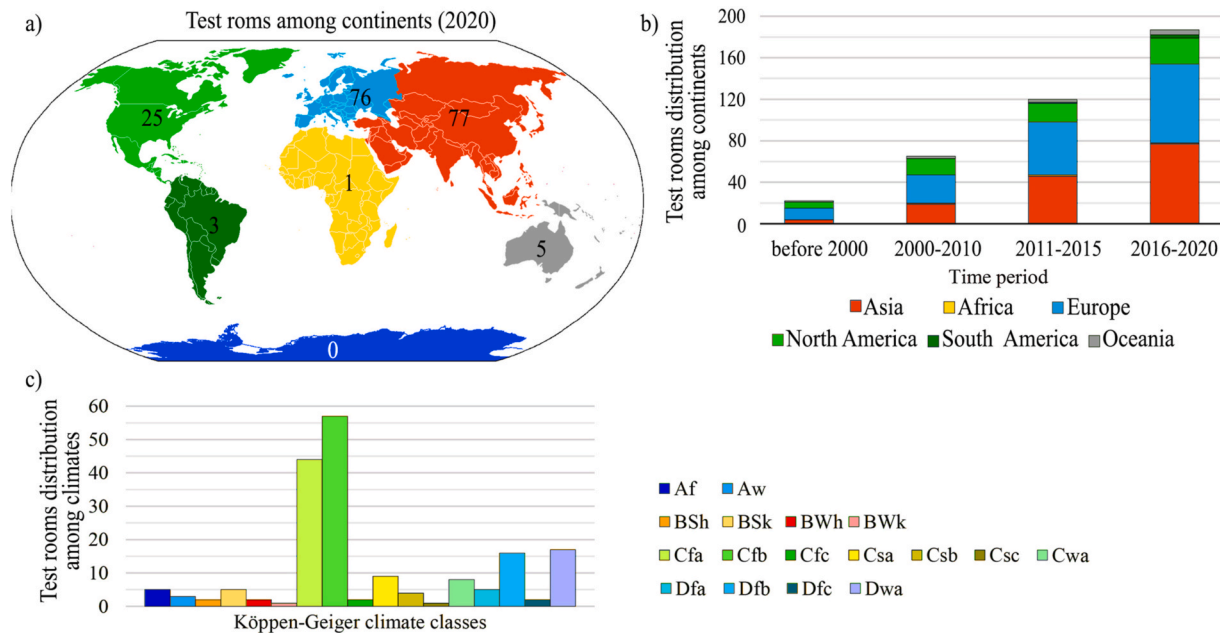 a)
Test roms among continents (2020)
25
76
77
1
3
5
0
b)
Test rooms distribution
among continents
200
160
120
80
40
0
before 2000
2000-2010
2011-2015
2016-2020
Time period
Asia
Africa
Europe
North America
South America
Oceania
c)
Test rooms distribution
among climates
60
50
40
30
20
10
0
Köppen-Geiger climate classes
Af Aw
BSh BSk BWh BWk
Cfa Cfb Cfc Csa Csb Csc Cwa
Dfa Dfb Dfc Dwa